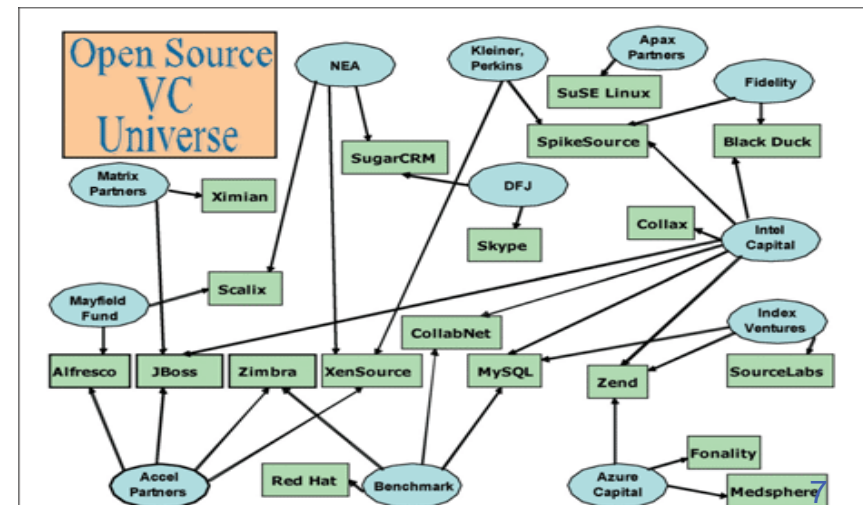 Open Source
VC
Universe
NEA
Kleiner,
Perkins
Apax
Partners
Fidelity
SuSE Linux
SpikeSource
Black Duck
SugarCRM
Matrix
Partners
Ximian
DFJ
Collax
Intel
Capital
Skype
Scalix
Mayfield
Fund
CollabNet
Index
Ventures
Alfresco
JBoss
Zimbra
XenSource
MySQL
Zend
SourceLabs
Fonality
Accel
Partners
Red Hat
Benchmark
Azure
Capital
Medsphere
7